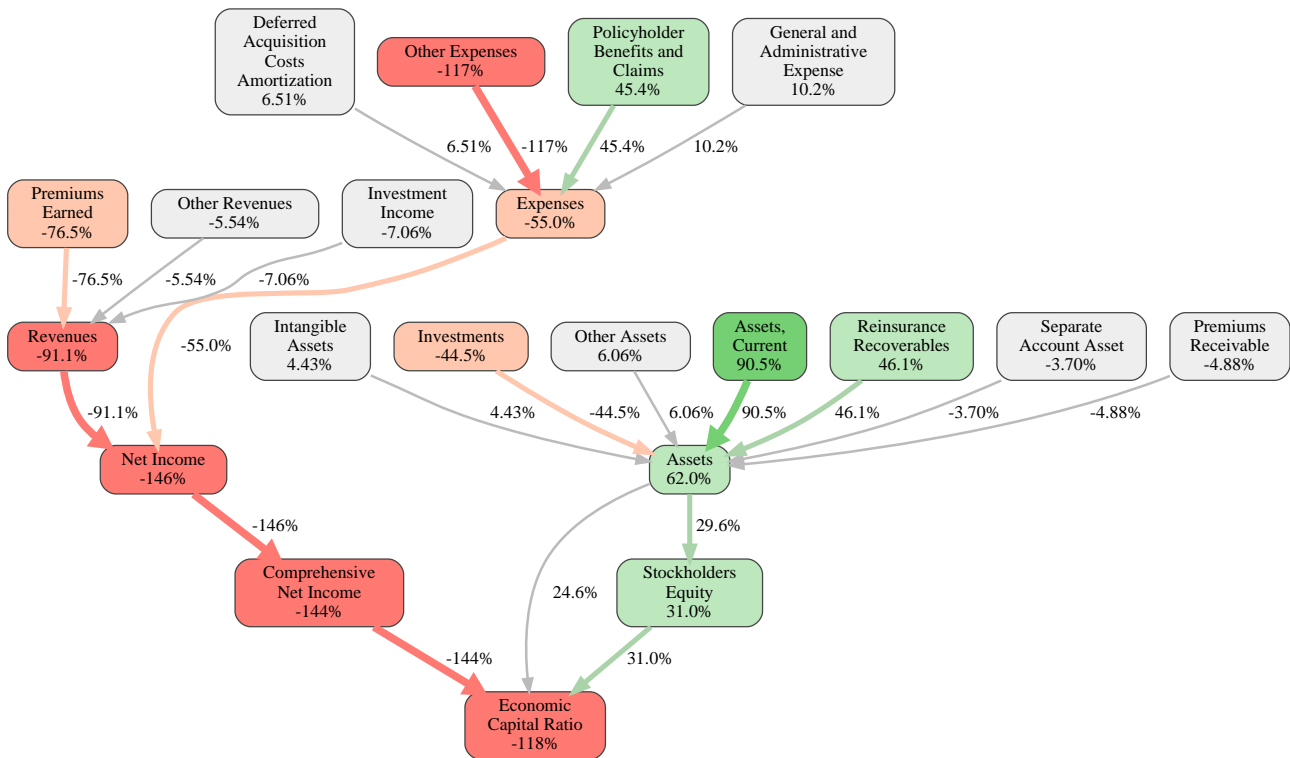 Deferred
Acquisition
Costs
Amortization
6.51%
Other Expenses
-117%
Policyholder
Benefits and
Claims
45.4%
General and
Administrative
Expense
10.2%
6.51%
-117%
45.4%
10.2%
Premiums
Earned
-76.5%
Other Revenues
-5.54%
Investment
Income
-7.06%
Expenses
-55.0%
-76.5%
-5.54%
-7.06%
Revenues
-91.1%
-55.0%
Intangible
Assets
4.43%
Investments
-44.5%
Other Assets
6.06%
Assets,
Current
90.5%
Reinsurance
Recoverables
46.1%
Separate
Account Asset
-3.70%
Premiums
Receivable
-4.88%
-91.1%
4.43%
-44.5%
6.06%
90.5%
46.1%
-3.70%
-4.88%
Net Income
-146%
Assets
62.0%
-146%
29.6%
Comprehensive
Net Income
-144%
24.6%
Stockholders
Equity
31.0%
-144%
31.0%
Economic
Capital Ratio
-118%